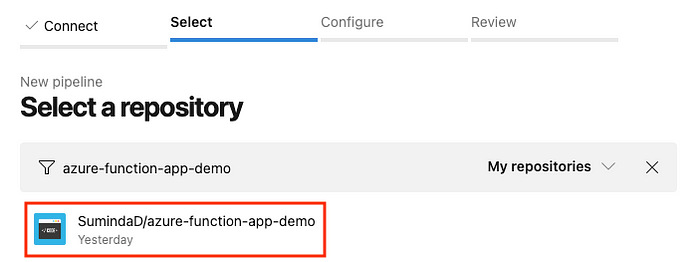 Connect
Select
Configure
Review
New pipeline
Select a repository
azure-function-app-demo
My repositories
SumindaD/azure-function-app-demo
Yesterday